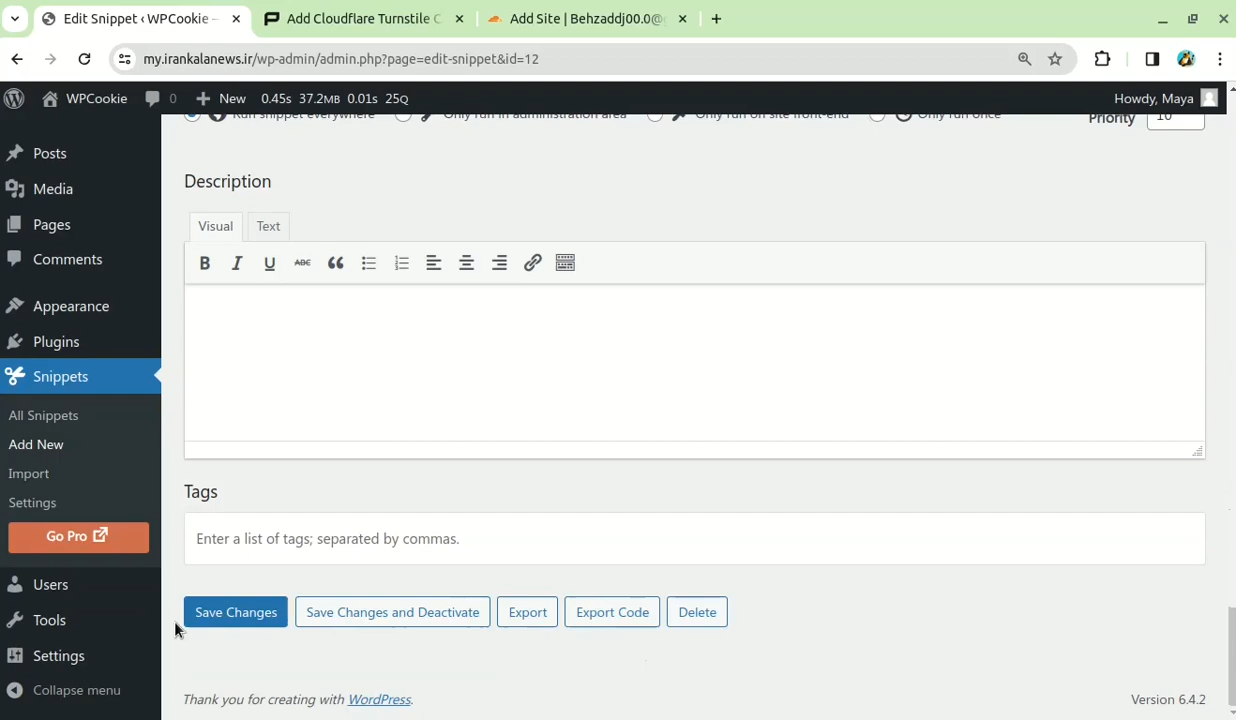 Edit Snippet ‹ WPCookie –
Add Cloudflare Turnstile C
Add Site | Behzaddj00.0@g
my.irankalanews.ir/wp-admin/admin.php?page=edit-snippet&id=12
WPCookie
0
New
0.45s 37.2MB 0.01s 25Q
Howdy, Maya
Run snippet everywhere
Only run in administration area
Only run on site front-end
Only run once
Priority
10
Posts
Media
Pages
Comments
Appearance
Plugins
Snippets
All Snippets
Add New
Import
Settings
Go Pro
Users
Tools
Settings
Collapse menu
Description
Visual
Text
B I U ABC
Tags
Enter a list of tags; separated by commas.
Save Changes
Save Changes and Deactivate
Export
Export Code
Delete
Thank you for creating with WordPress.
Version 6.4.2